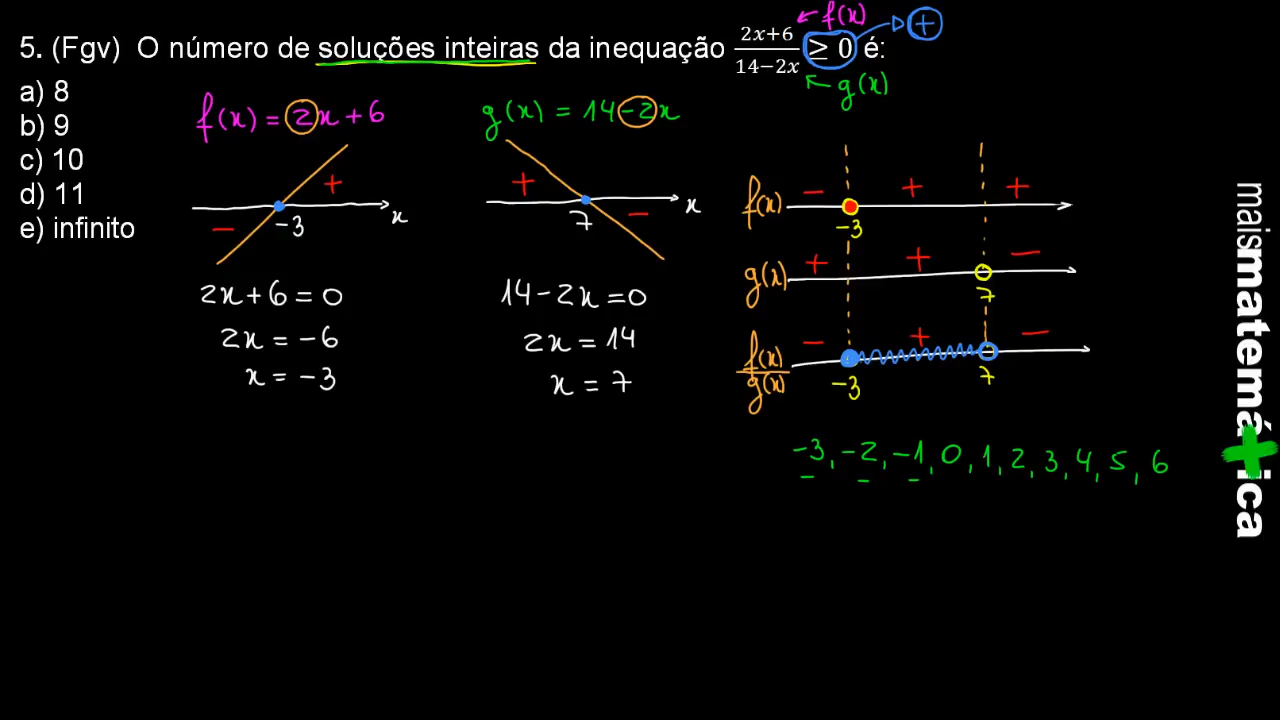 5. (Fgv) O número de soluções inteiras da inequação 2x+6/14−2x ≥ 0 é:
f(x)
+
g(x)
a) 8
b) 9
c) 10
d) 11
e) infinito
f(x) = 2x + 6
+
−
-3
x
2x + 6 = 0
2x = -6
x = -3
g(x) = 14 - 2x
+
−
7
x
14 - 2x = 0
2x = 14
x = 7
f(x) − + +
-3
g(x) + + −
7
f(x)/g(x) − + −
-3 7
-3, -2, -1, 0, 1, 2, 3, 4, 5, 6
maismatemá+ica